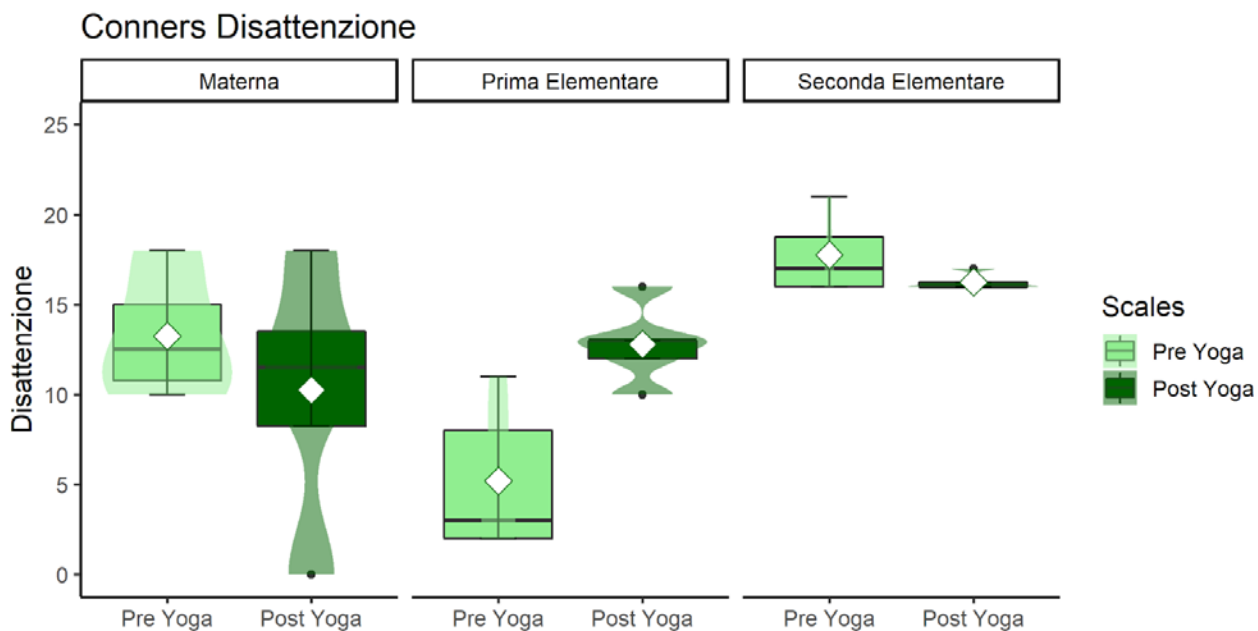 Conners Disattenzione
Materna
Prima Elementare
Seconda Elementare
Disattenzione
25
20
15
10
5
0
Pre Yoga
Post Yoga
Pre Yoga
Post Yoga
Pre Yoga
Post Yoga
Scales
Pre Yoga
Post Yoga